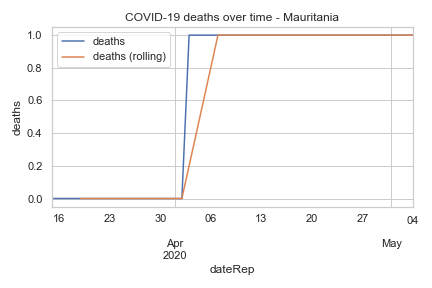 COVID-19 deaths over time - Mauritania
deaths
deaths (rolling)
1.0
0.8
0.6
0.4
0.2
0.0
deaths
16 23 30 06 13 20 27 04
Apr May
2020
dateRep